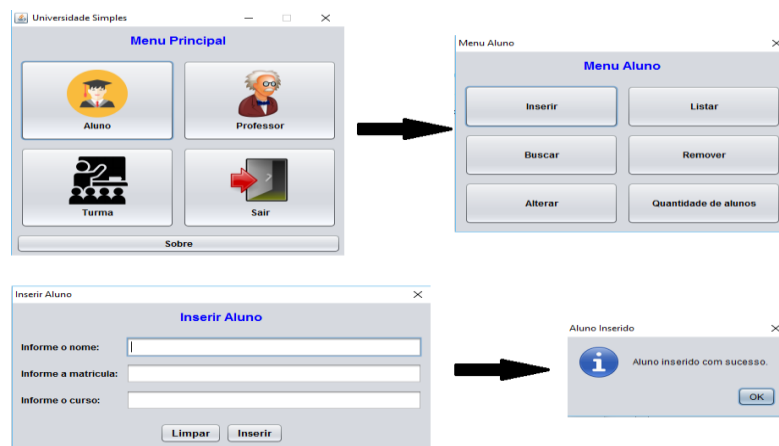 Universidade Simples
Menu Principal
Aluno
Professor
Turma
Sair
Sobre
Menu Aluno
Menu Aluno
Inserir
Listar
Buscar
Remover
Alterar
Quantidade de alunos
Inserir Aluno
Inserir Aluno
Informe o nome:
Informe a matricula:
Informe o curso:
Limpar
Inserir
Aluno Inserido
Aluno inserido com sucesso.
OK